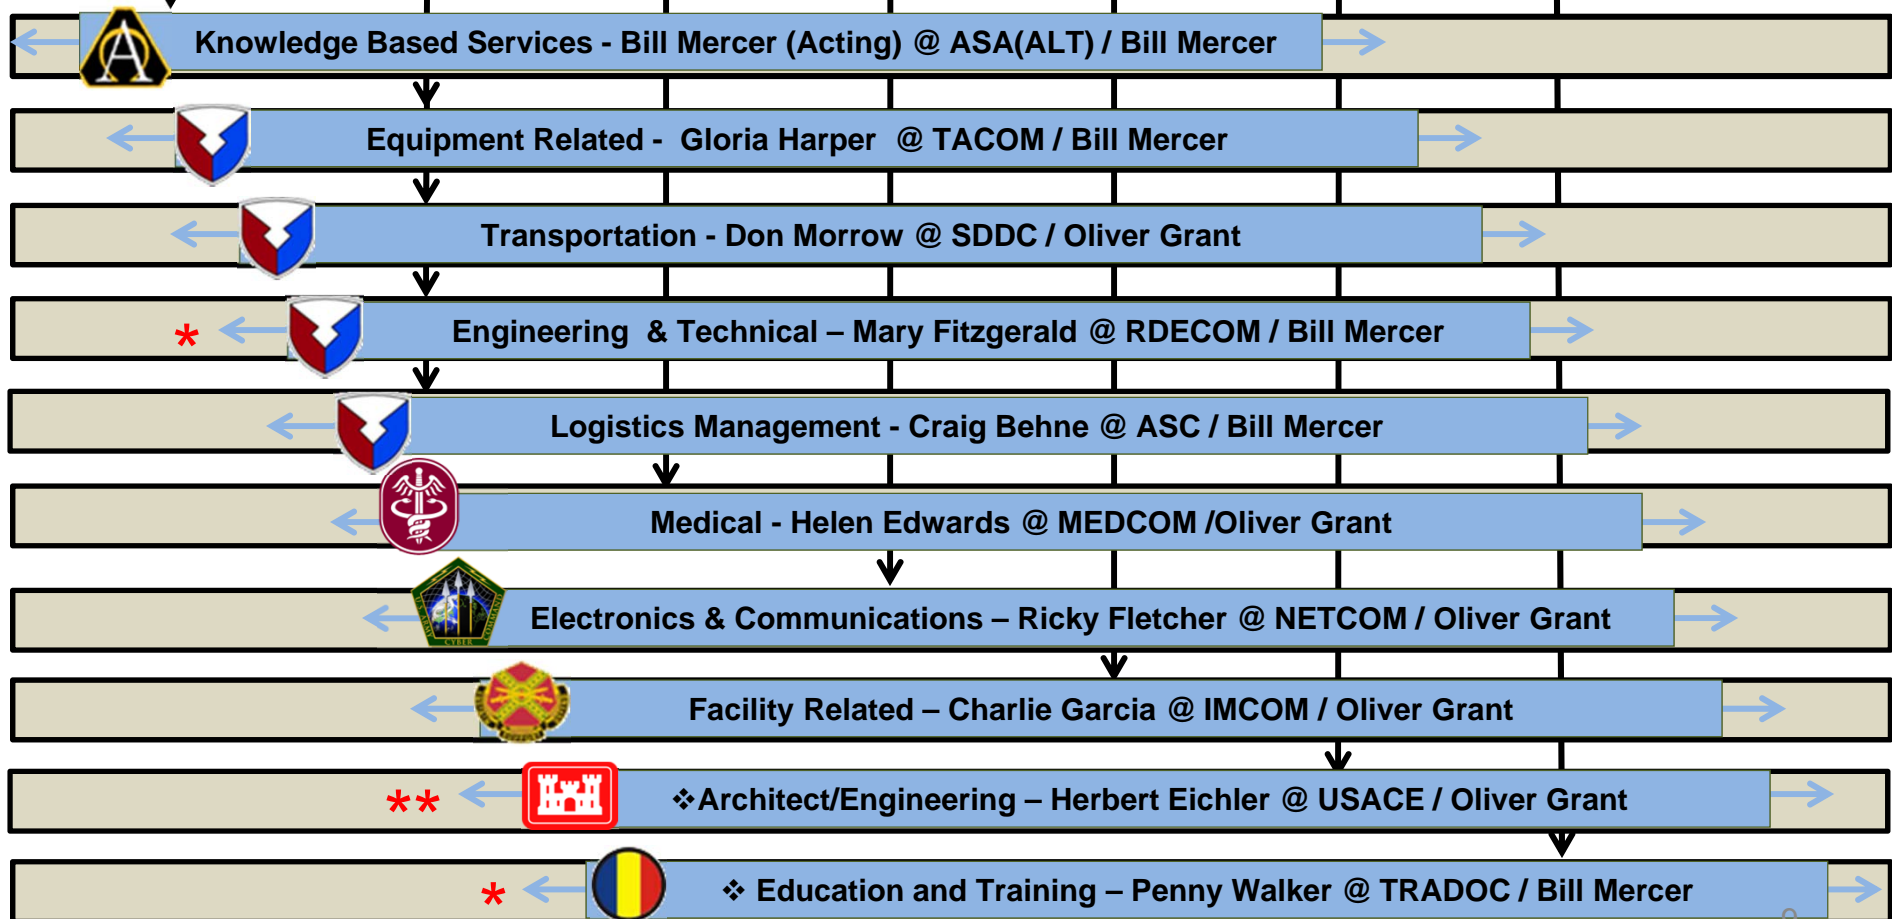 Knowledge Based Services - Bill Mercer (Acting) @ ASA(ALT) / Bill Mercer
Equipment Related - Gloria Harper @ TACOM / Bill Mercer
Transportation - Don Morrow @ SDDC / Oliver Grant
* Engineering & Technical – Mary Fitzgerald @ RDECOM / Bill Mercer
Logistics Management - Craig Behne @ ASC / Bill Mercer
Medical - Helen Edwards @ MEDCOM /Oliver Grant
Electronics & Communications – Ricky Fletcher @ NETCOM / Oliver Grant
Facility Related – Charlie Garcia @ IMCOM / Oliver Grant
** ❖Architect/Engineering – Herbert Eichler @ USACE / Oliver Grant
* ❖ Education and Training – Penny Walker @ TRADOC / Bill Mercer